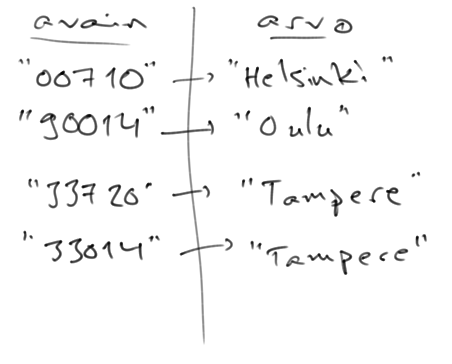 avain arvo
"00710" → "Helsinki"
"90014" → "Oulu"
"33720" → "Tampere"
"33014" → "Tampere"